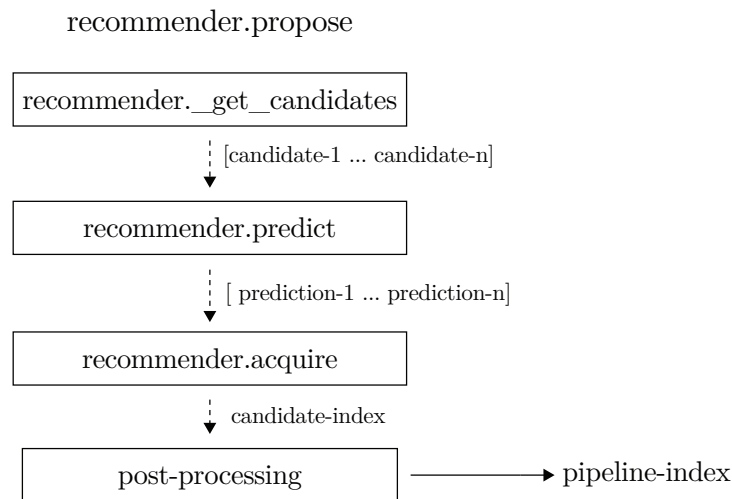 recommender.propose
recommender.__get__candidates
[candidate-1 ... candidate-n]
recommender.predict
[ prediction-1 ... prediction-n]
recommender.acquire
candidate-index
post-processing
pipeline-index